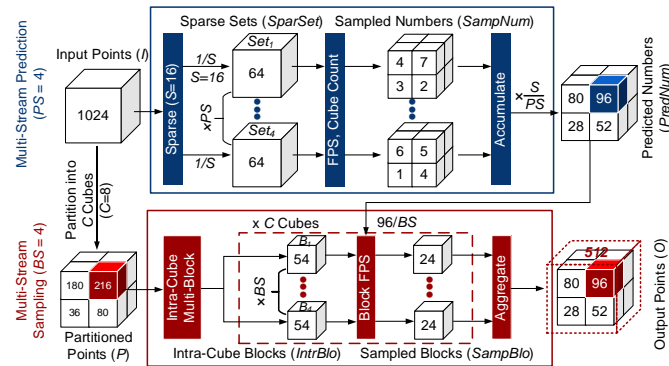 Sparse Sets (SparSet)
Sampled Numbers (SampNum)
Input Points (I)
1024
Multi-Stream Prediction
(PS = 4)
Sparse (S=16)
1/S
S=16
×PS
1/S
Set₁
64
Set₄
64
FPS, Cube Count
4 7
3 2
6 5
1 4
Accumulate
× S/PS
80 96
28 52
Predicted Numbers
(PretNum)
Partition into
C Cubes
(C=8)
Multi-Stream
Sampling (BS = 4)
180 216
36 80
Partitioned
Points (P)
Intra-Cube
Multi-Block
x C Cubes
96/BS
B₁
54
×BS
B₄
54
Block FPS
24
24
Aggregate
512
80 96
28 52
Output Points (O)
Intra-Cube Blocks (IntrBlo)
Sampled Blocks (SampBlo)